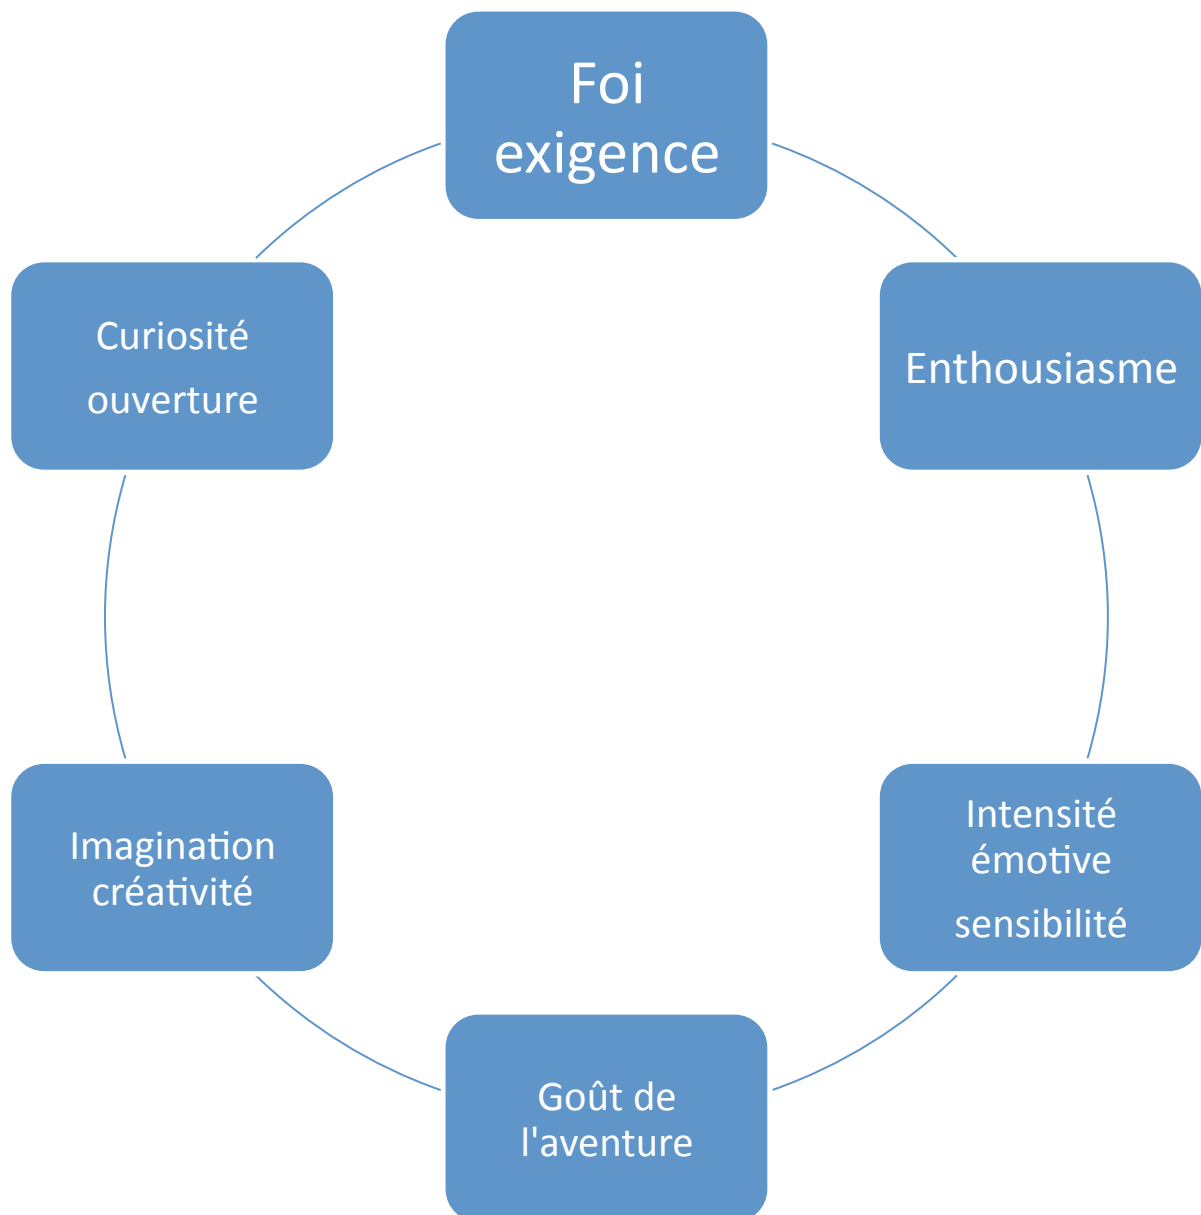 Foi
exigence
Enthousiasme
Intensité
émotive
sensibilité
Goût de
l'aventure
Imagination
créativité
Curiosité
ouverture